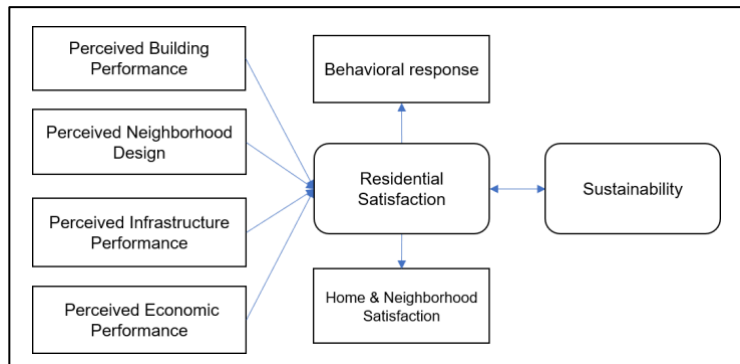 Perceived Building
Performance
Perceived Neighborhood
Design
Perceived Infrastructure
Performance
Perceived Economic
Performance
Behavioral response
Residential
Satisfaction
Home & Neighborhood
Satisfaction
Sustainability